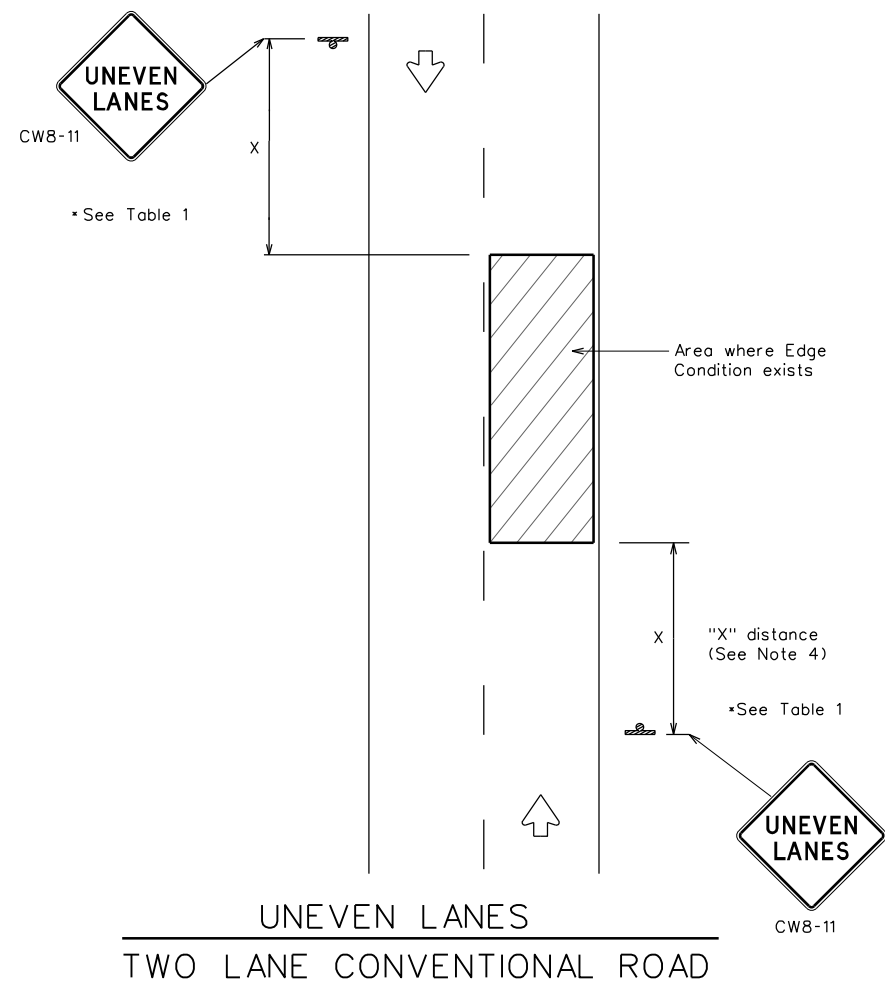 UNEVEN
LANES
CW8-11
X
* See Table 1
Area where Edge
Condition exists
X
"X" distance
(See Note 4)
*See Table 1
UNEVEN
LANES
CW8-11
UNEVEN LANES
TWO LANE CONVENTIONAL ROAD